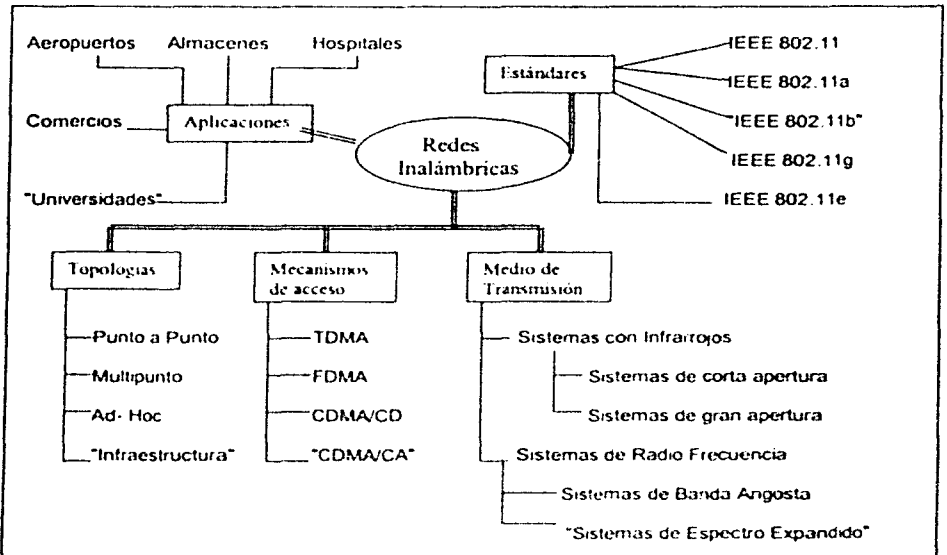 Aeropuertos Almacenes Hospitales
Comercios
Aplicaciones
"Universidades"
Redes
Inalámbricas
Estándares
IEEE 802.11
IEEE 802.11a
"IEEE 802.11b"
IEEE 802.11g
IEEE 802.11e
Topologías
Punto a Punto
Multipunto
Ad- Hoc
"Infraestructura"
Mecanismos
de acceso
TDMA
FDMA
CDMA/CD
"CDMA/CA"
Medio de
Transmisión
Sistemas con Infrarrojos
Sistemas de corta apertura
Sistemas de gran apertura
Sistemas de Radio Frecuencia
Sistemas de Banda Angosta
"Sistemas de Espectro Expandido"